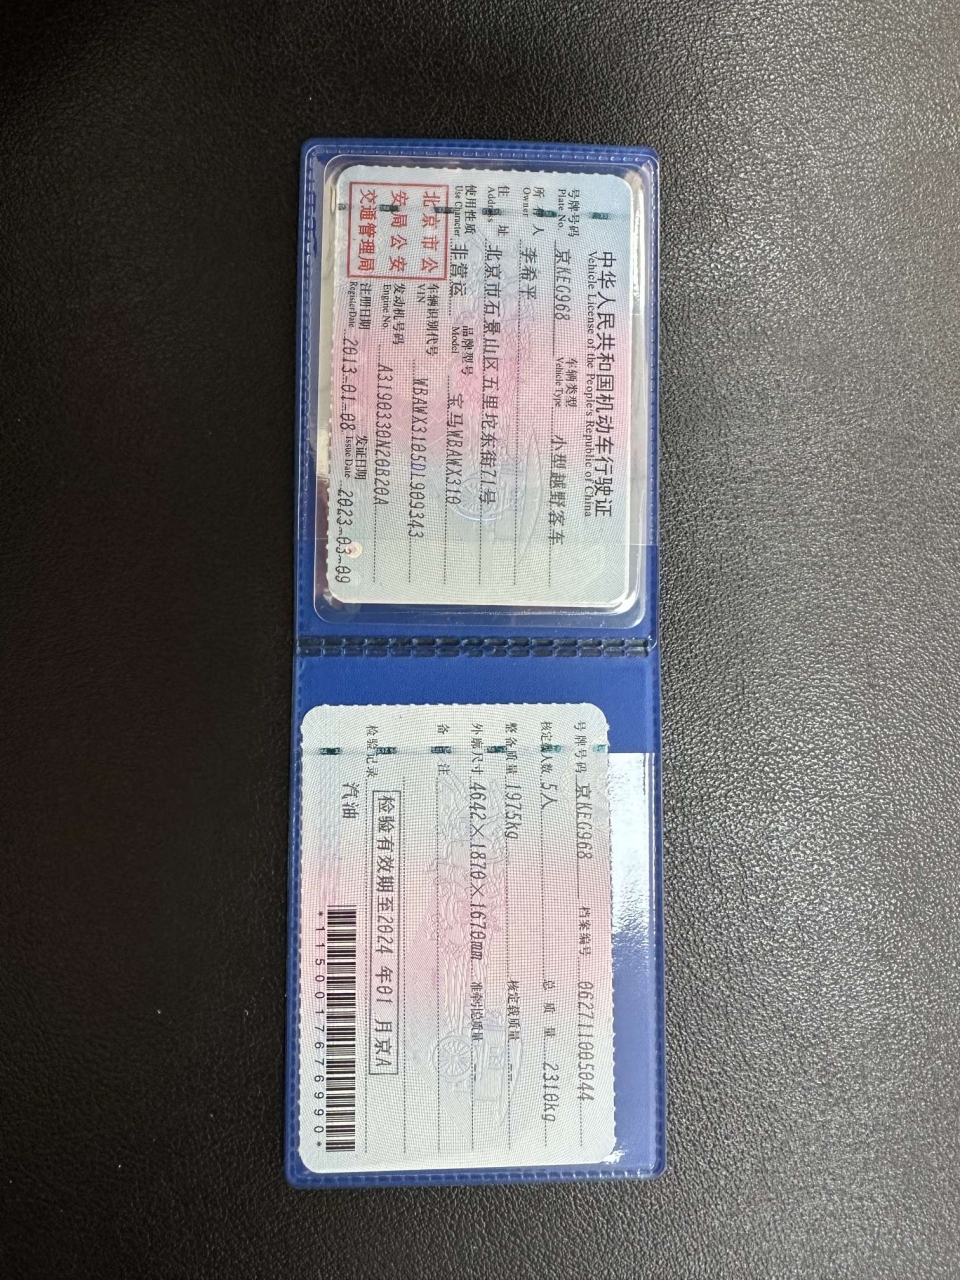 中华人民共和国机动车行驶证
Vehicle License of the People's Republic of China
号牌号码 京KEG968 车辆类型 小型越野客车
Plate No. Vehicle Type
所有人 李希平
Owner
住址 北京市石景山区五里坨东街71号
Address
使用性质 非营运 品牌型号 宝马WBAWX310
Use Character Model
北京市公
安局公安
交通管理局
车辆识别代号 WBAWX3105D1909343
VIN
发动机号码 A3190330N20B20A
Engine No.
注册日期 2013-01-08 发证日期 2023-03-09
Register Date Issue Date
号牌号码 京KEG968 档案编号 062711005044
核定载人数 5人 总质量 2310kg
整备质量 1975kg 核定载质量 --
外廓尺寸 4642×1870×1670mm 准牵引总质量 --
备注
检验有效期至2024 年01 月京A
检验记录
汽油
*1150017676990*